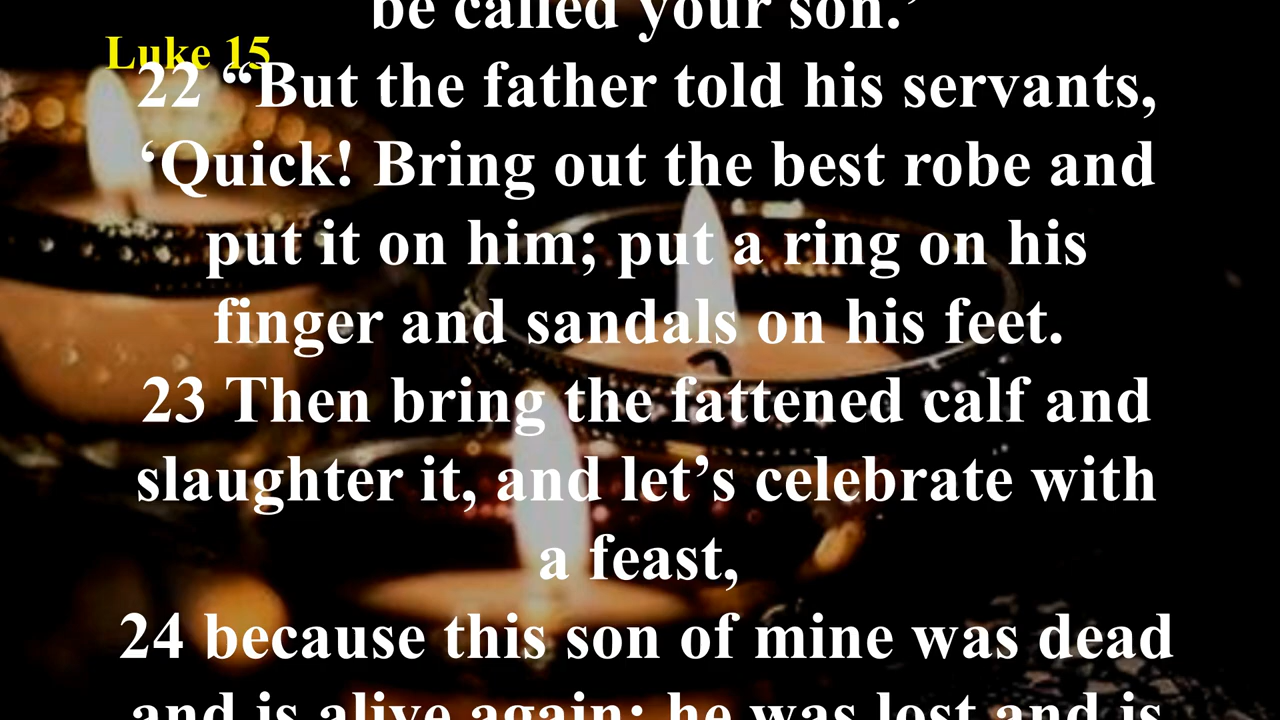 be called your son.’
Luke 15
22 “But the father told his servants,
‘Quick! Bring out the best robe and
put it on him; put a ring on his
finger and sandals on his feet.
23 Then bring the fattened calf and
slaughter it, and let’s celebrate with
a feast,
24 because this son of mine was dead
and is alive again; he was lost and is